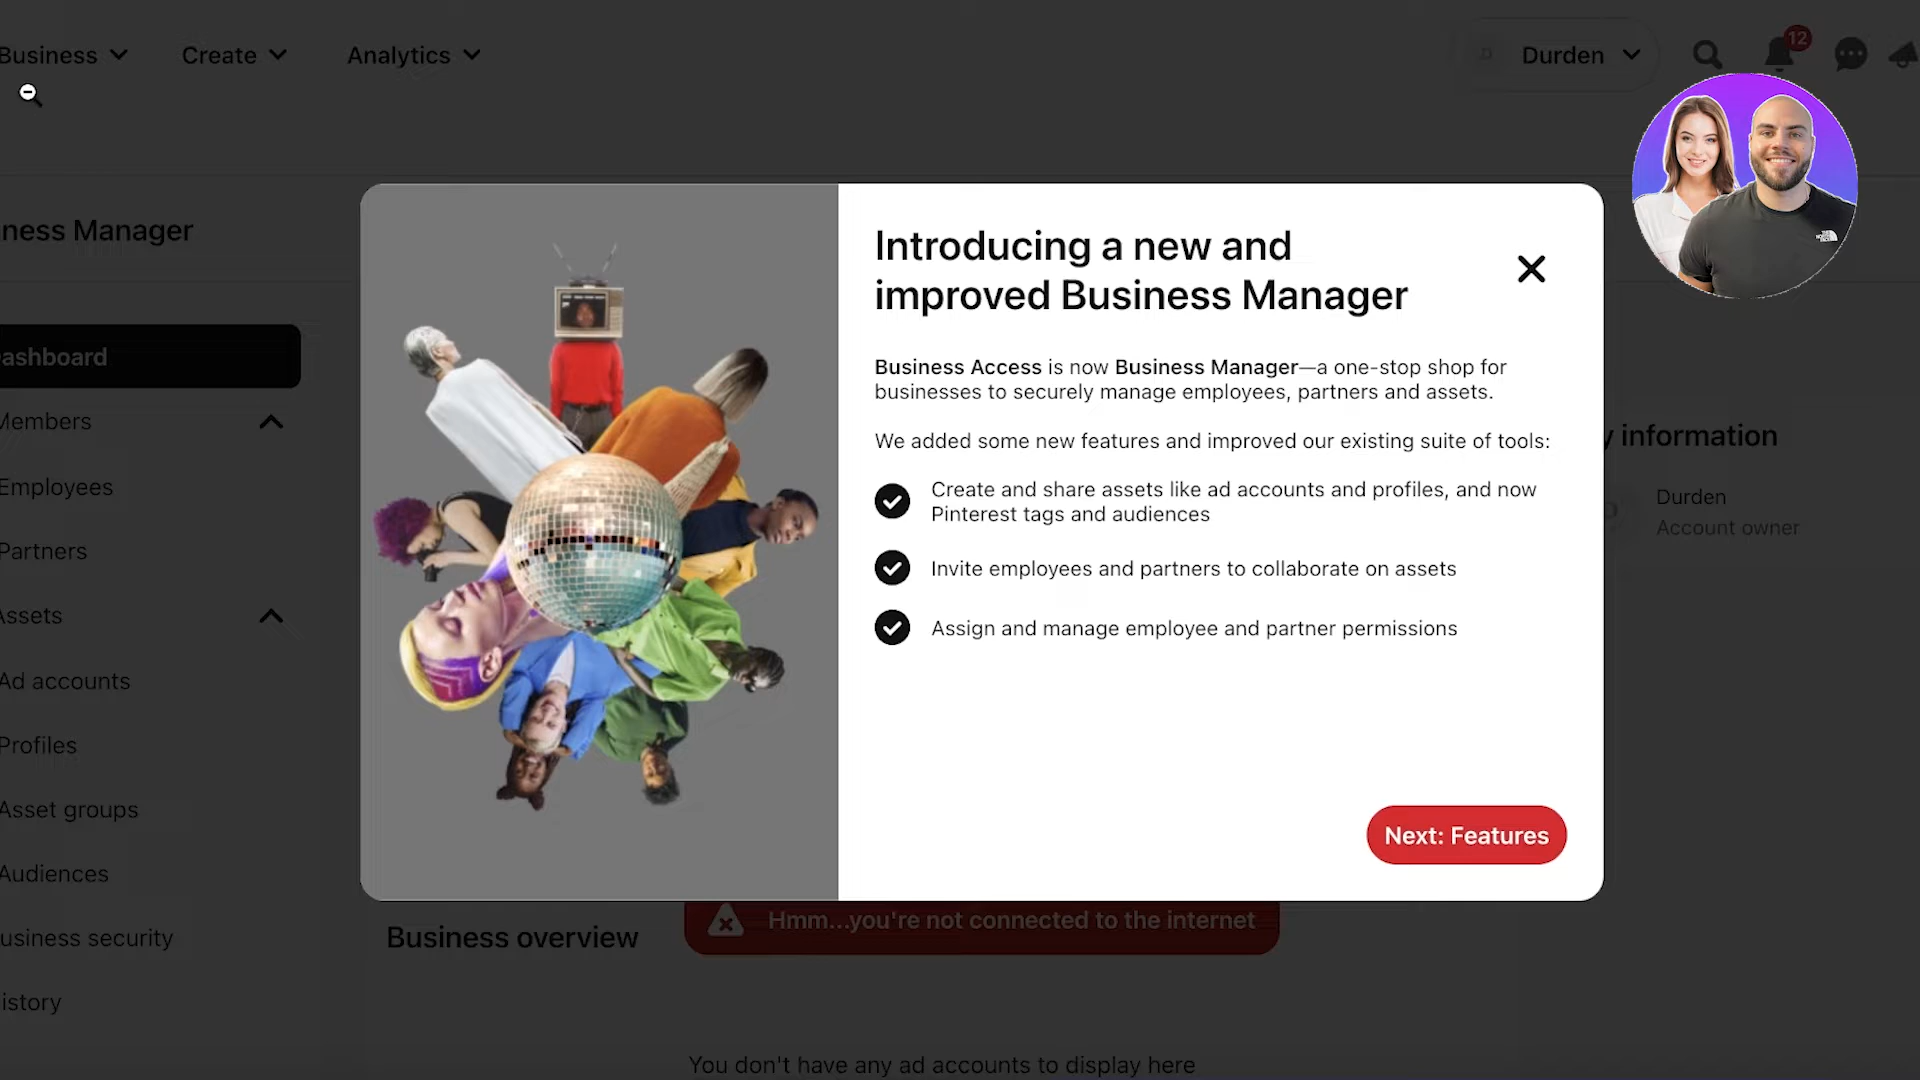 Business
Create
Analytics
Durden
12
ness Manager
ashboard
Members
Employees
Partners
Assets
Ad accounts
Profiles
Asset groups
Audiences
usiness security
istory
Introducing a new and
improved Business Manager
Business Access is now Business Manager—a one-stop shop for
businesses to securely manage employees, partners and assets.
We added some new features and improved our existing suite of tools:
Create and share assets like ad accounts and profiles, and now
Pinterest tags and audiences
Invite employees and partners to collaborate on assets
Assign and manage employee and partner permissions
Next: Features
y information
Durden
Account owner
Business overview
Hmm...you're not connected to the internet
You don't have any ad accounts to display here